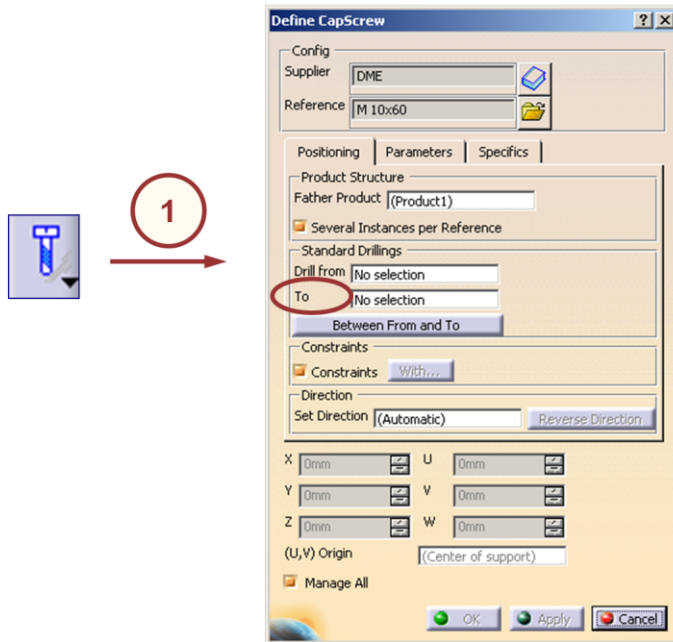 Define CapScrew
Config
Supplier DME
Reference M 10x60
1
Positioning Parameters Specifics
Product Structure
Father Product (Product1)
Several Instances per Reference
Standard Drillings
Drill from No selection
To No selection
Between From and To
Constraints
Constraints With...
Direction
Set Direction (Automatic) Reverse Direction
X 0mm U 0mm
Y 0mm V 0mm
Z 0mm W 0mm
(U,V) Origin (Center of support)
Manage All
OK Apply Cancel